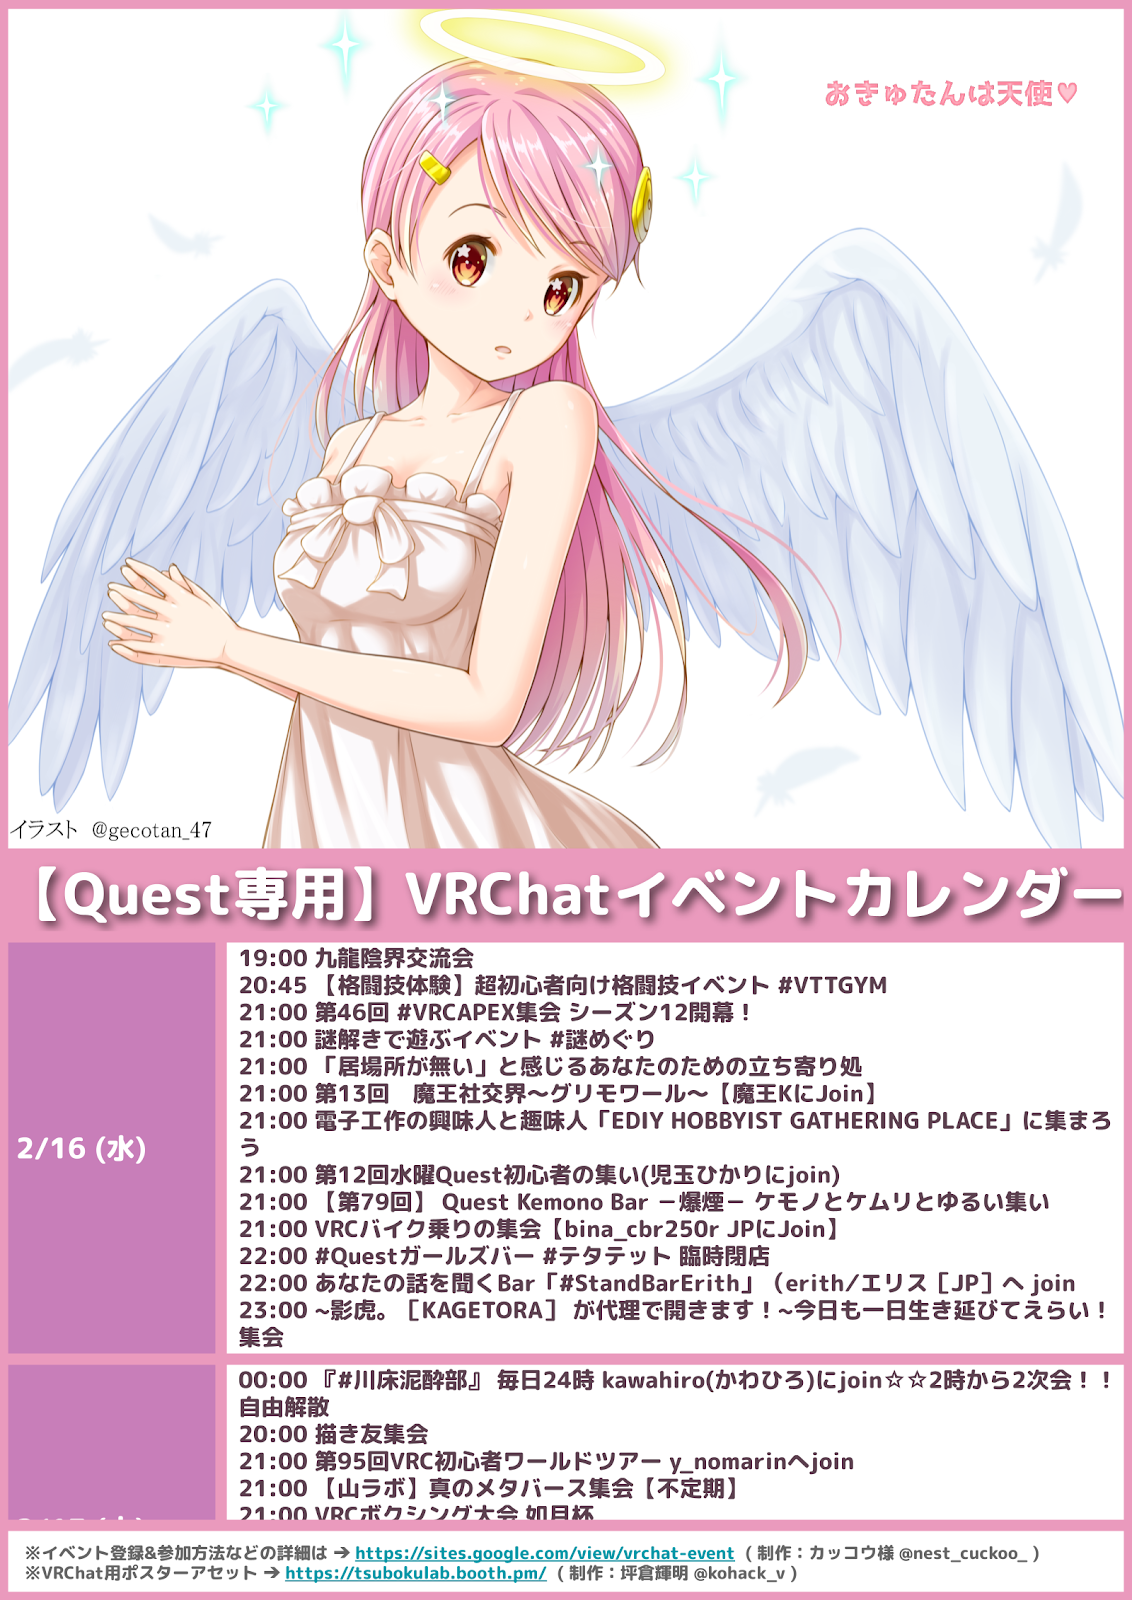 おきゅたんは天使♥
イラスト @gecotan_47
【Quest専用】VRChatイベントカレンダー
2/16 (水)
19:00 九龍陰界交流会
20:45 【格闘技体験】超初心者向け格闘技イベント #VTTGYM
21:00 第46回 #VRCAPEX集会 シーズン12開幕！
21:00 謎解きで遊ぶイベント #謎めぐり
21:00 「居場所が無い」と感じるあなたのための立ち寄り処
21:00 第13回　魔王社交界～グリモワール～【魔王KにJoin】
21:00 電子工作の興味人と趣味人「EDIY HOBBYIST GATHERING PLACE」に集まろ
う
21:00 第12回水曜Quest初心者の集い(児玉ひかりにjoin)
21:00 【第79回】 Quest Kemono Bar －爆煙－ ケモノとケムリとゆるい集い
21:00 VRCバイク乗りの集会【bina_cbr250r JPにJoin】
22:00 #Questガールズバー #テタテット 臨時閉店
22:00 あなたの話を聞くBar「#StandBarErith」（erith/エリス［JP］へ join
23:00 ~影虎。［KAGETORA］ が代理で開きます！~今日も一日生き延びてえらい！
集会
00:00 『#川床泥酔部』 毎日24時 kawahiro(かわひろ)にjoin☆☆2時から2次会！！
自由解散
20:00 描き友集会
21:00 第95回VRC初心者ワールドツアー y_nomarinへjoin
21:00 【山ラボ】真のメタバース集会【不定期】
21:00 VRCボクシング大会 如月杯
※イベント登録&参加方法などの詳細は ➔ https://sites.google.com/view/vrchat-event ( 制作：カッコウ様 @nest_cuckoo_ )
※VRChat用ポスターアセット ➔ https://tsubokulab.booth.pm/ ( 制作：坪倉輝明 @kohack_v )